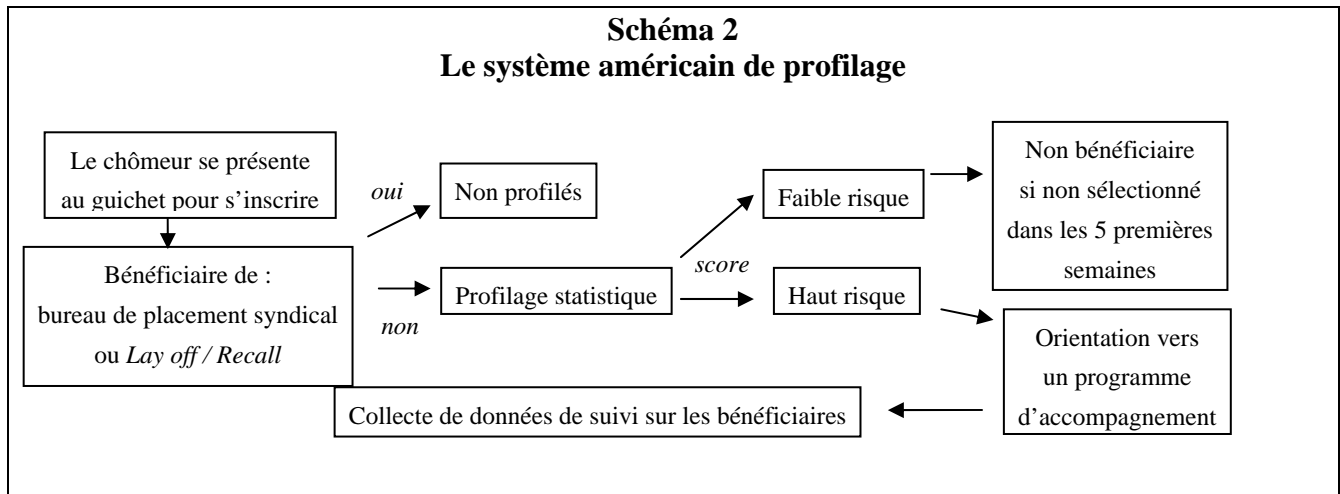 Schéma 2
Le système américain de profilage
Le chômeur se présente
au guichet pour s'inscrire
Bénéficiaire de :
bureau de placement syndical
ou Lay off / Recall
oui
Non profilés
non
Profilage statistique
score
Faible risque
Non bénéficiaire
si non sélectionné
dans les 5 premières
semaines
Haut risque
Orientation vers
un programme
d'accompagnement
Collecte de données de suivi sur les bénéficiaires